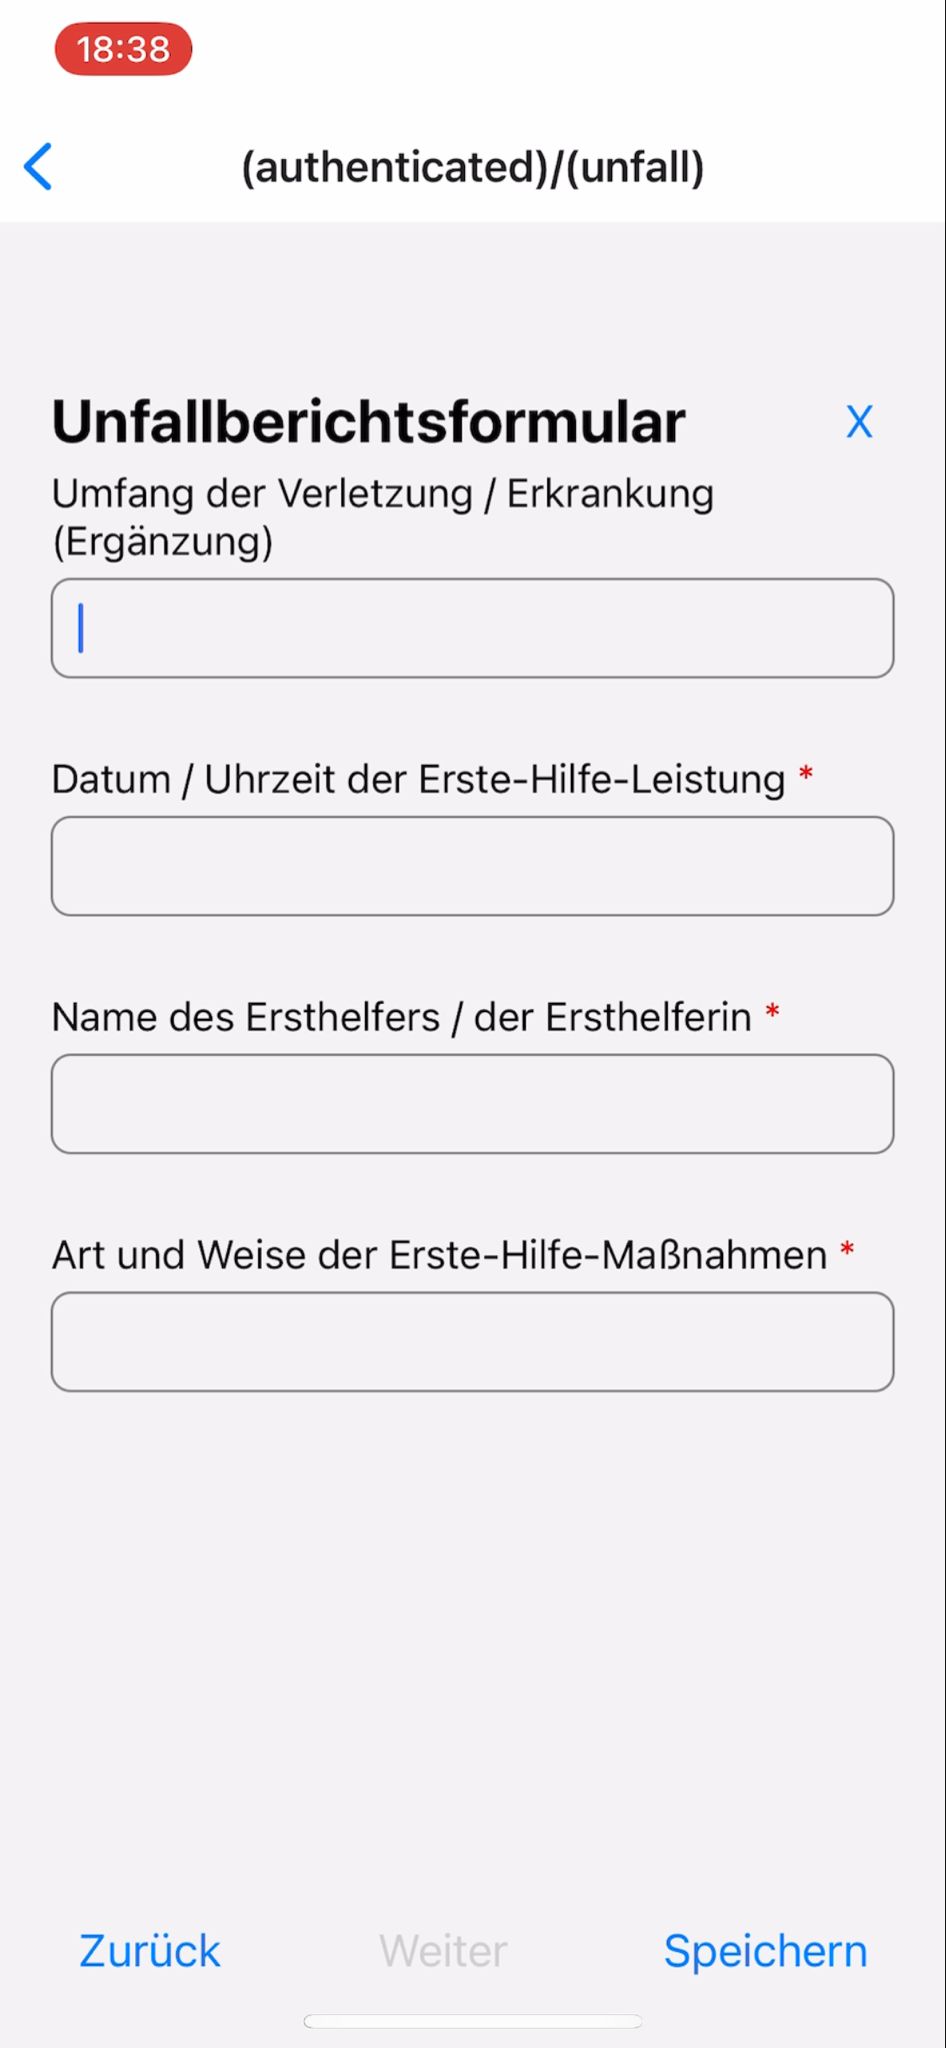 18:38
(authenticated)/(unfall)
Unfallberichtsformular
X
Umfang der Verletzung / Erkrankung
(Ergänzung)
Datum / Uhrzeit der Erste-Hilfe-Leistung *
Name des Ersthelfers / der Ersthelferin *
Art und Weise der Erste-Hilfe-Maßnahmen *
Zurück
Weiter
Speichern